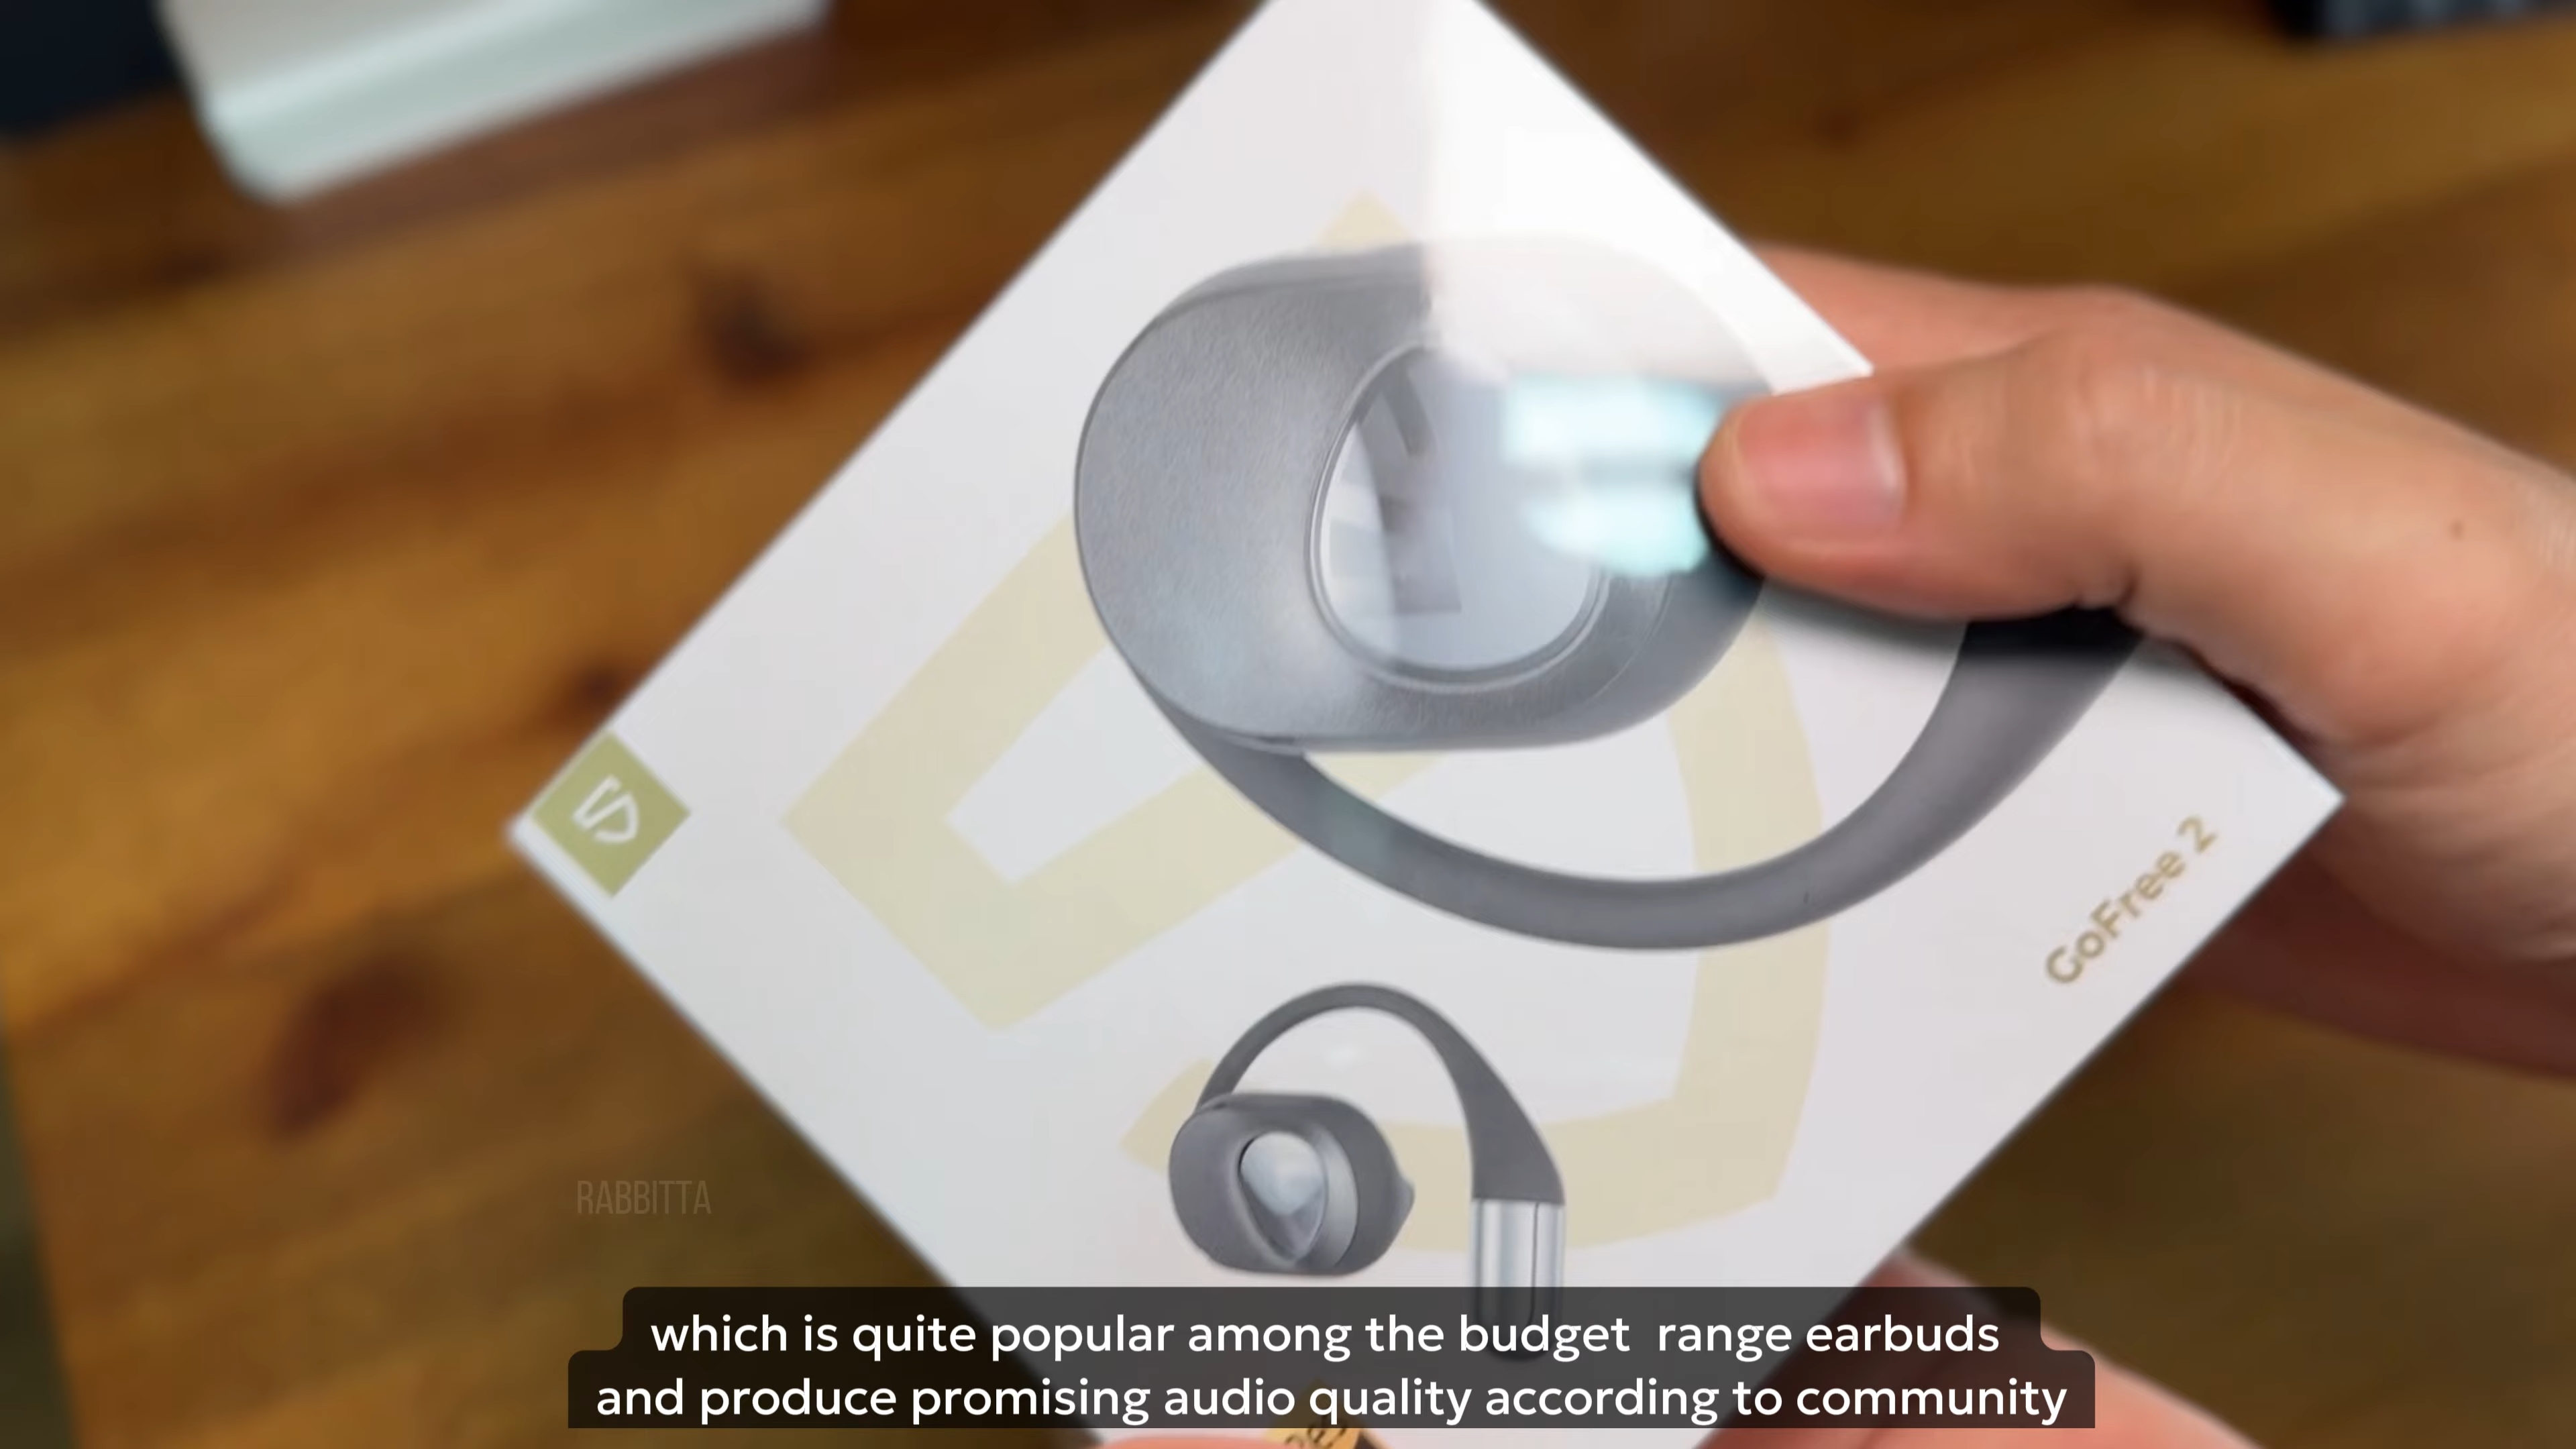 GoFree 2
RABBITTA
which is quite popular among the budget  range earbuds
and produce promising audio quality according to community